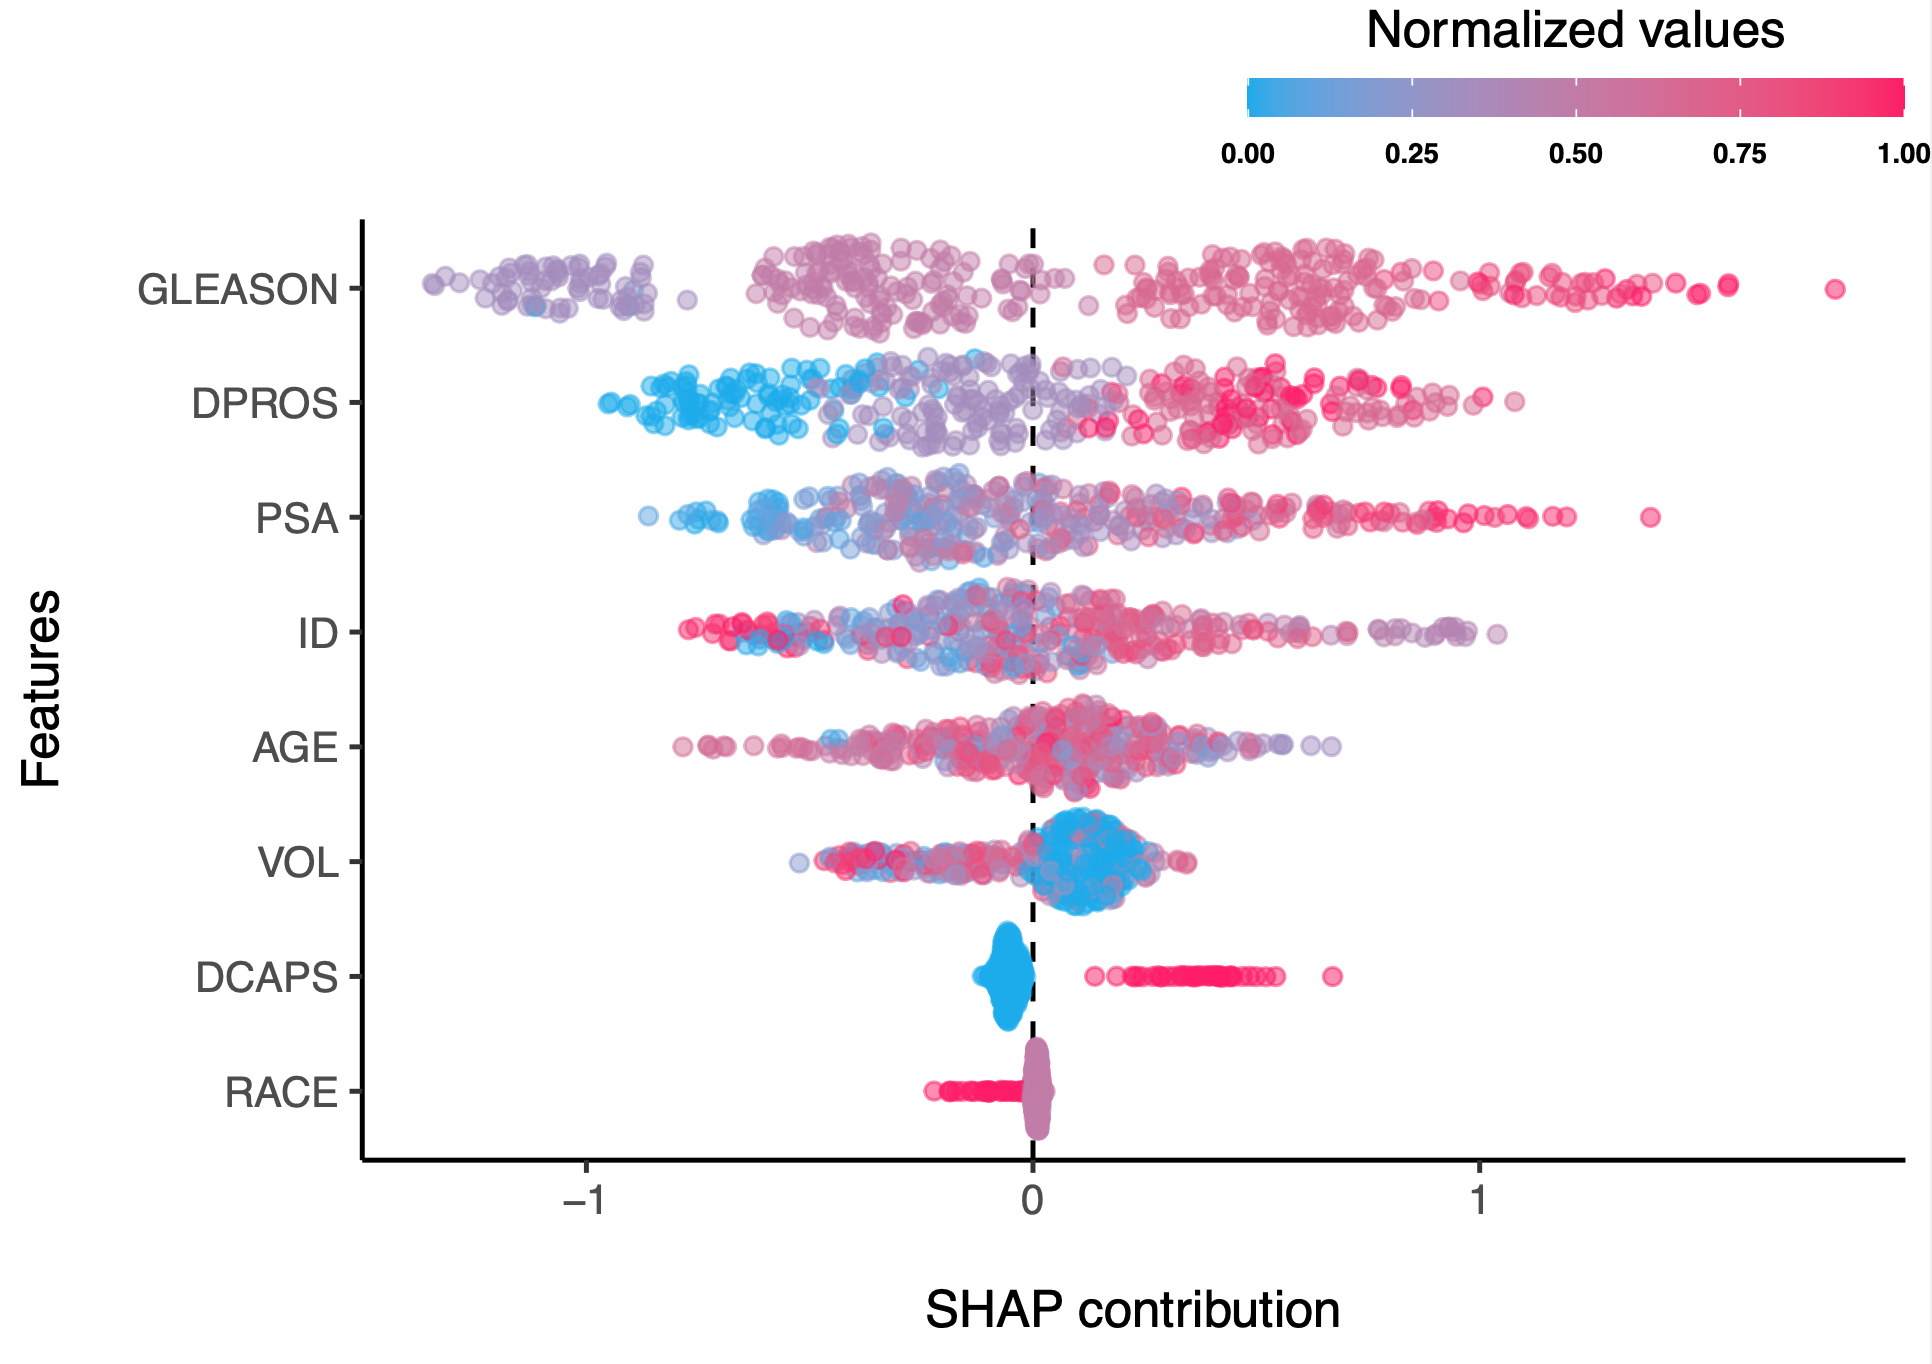 Normalized values
0.00 0.25 0.50 0.75 1.00
GLEASON
DPROS
PSA
ID
AGE
VOL
DCAPS
RACE
Features
−1 0 1
SHAP contribution